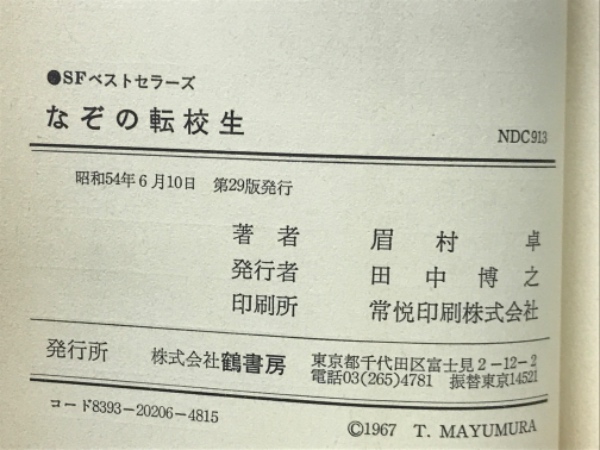 ●SFベストセラーズ
なぞの転校生
NDC913
昭和54年6月10日 第29版発行
著者 眉村卓
発行者 田中博之
印刷所 常悦印刷株式会社
発行所 株式会社鶴書房 東京都千代田区富士見2-12-2
電話03(265)4781 振替東京14521
コード8393-20206-4815
©1967 T. MAYUMURA